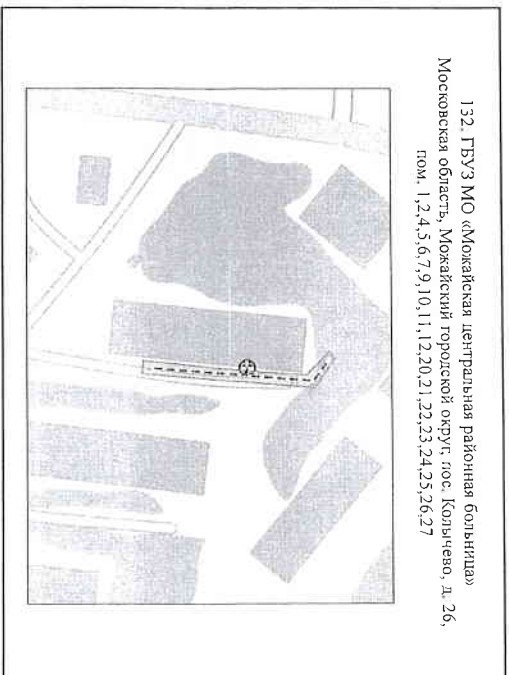 132. ГБУЗ МО «Можайская центральная районная больница»
Московская область, Можайский городской округ, пос. Колычево, д. 26,
пом. 1,2,4,5,6,7,9,10,11,12,20,21,22,23,24,25,26,27